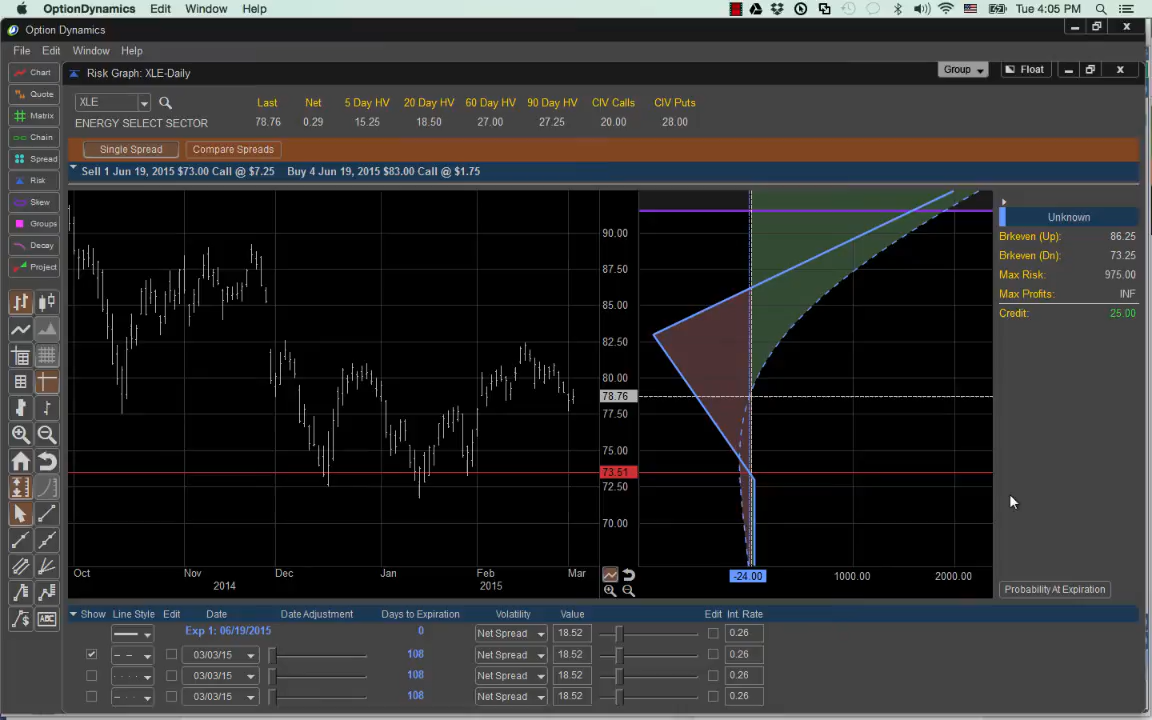 OptionDynamics Edit Window Help Tue 4:05 PM
Option Dynamics
File Edit Window Help
Chart
Quote
Matrix
Chain
Spread
Risk
Skew
Groups
Decay
Project
Risk Graph: XLE-Daily Group Float
XLE Last Net 5 Day HV 20 Day HV 60 Day HV 90 Day HV CIV Calls CIV Puts
ENERGY SELECT SECTOR 78.76 0.29 15.25 18.50 27.00 27.25 20.00 28.00
Single Spread Compare Spreads
Sell 1 Jun 19, 2015 $73.00 Call @ $7.25 Buy 4 Jun 19, 2015 $83.00 Call @ $1.75
90.00
87.50
85.00
82.50
80.00
78.76
77.50
75.00
73.51
72.50
70.00
Oct Nov Dec Jan Feb Mar
2014 2015
-24.00 1000.00 2000.00
Unknown
Brkeven (Up): 86.25
Brkeven (Dn): 73.25
Max Risk: 975.00
Max Profits: INF
Credit: 25.00
Probability At Expiration
Show Line Style Edit Date Date Adjustment Days to Expiration Volatility Value Edit Int. Rate
Exp 1: 06/19/2015 0 Net Spread 18.52 0.26
03/03/15 108 Net Spread 18.52 0.26
03/03/15 108 Net Spread 18.52 0.26
03/03/15 108 Net Spread 18.52 0.26
ABC